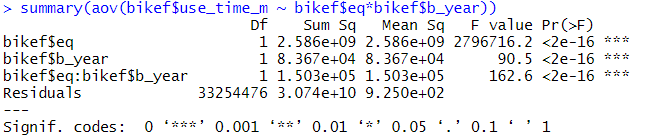 > summary(aov(bikef$use_time_m ~ bikef$eq*bikef$b_year))
Df Sum Sq Mean Sq F value Pr(>F)
bikef$eq 1 2.586e+09 2.586e+09 2796716.2 <2e-16 ***
bikef$b_year 1 8.367e+04 8.367e+04 90.5 <2e-16 ***
bikef$eq:bikef$b_year 1 1.503e+05 1.503e+05 162.6 <2e-16 ***
Residuals 33254476 3.074e+10 9.250e+02
---
Signif. codes: 0 ‘***’ 0.001 ‘**’ 0.01 ‘*’ 0.05 ‘.’ 0.1 ‘ ’ 1